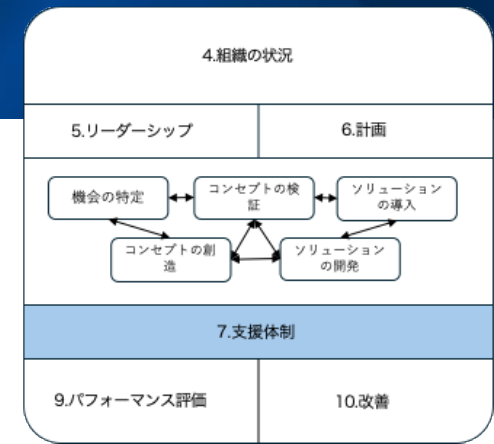 4.組織の状況
5.リーダーシップ
6.計画
機会の特定
コンセプトの検
証
ソリューション
の導入
コンセプトの創
造
ソリューション
の開発
7.支援体制
9.パフォーマンス評価
10.改善